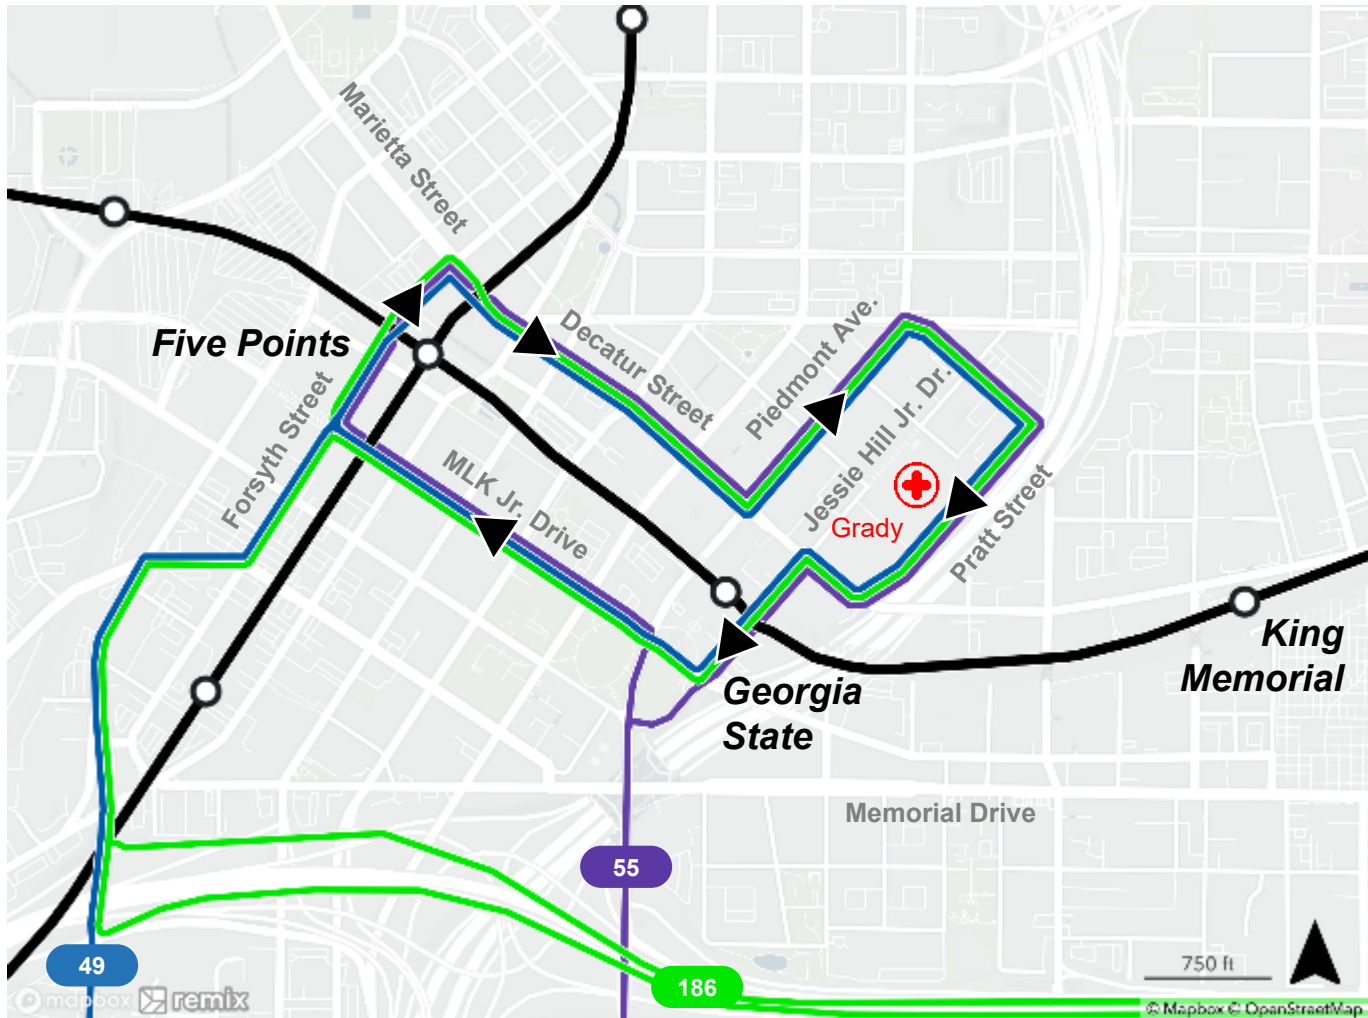 Marietta Street
Five Points
Decatur Street
Piedmont Ave.
Forsyth Street
MLK Jr. Drive
Jessie Hill Jr. Dr.
Grady
Pratt Street
King
Memorial
Georgia
State
Memorial Drive
55
49
186
750 ft
mapbox remix
© Mapbox © OpenStreetMap